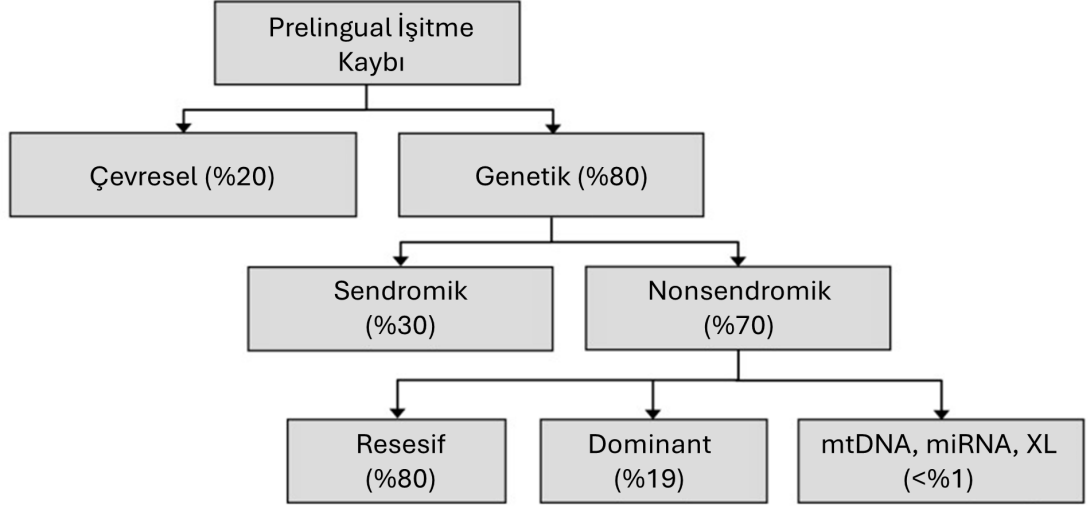 Prelingual İşitme
Kaybı
Çevresel (%20)
Genetik (%80)
Sendromik
(%30)
Nonsendromik
(%70)
Resesif
(%80)
Dominant
(%19)
mtDNA, miRNA, XL
(<%1)